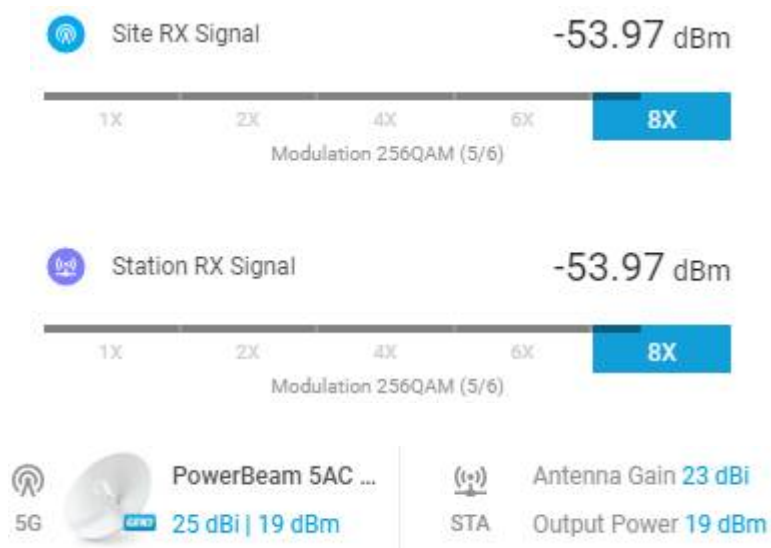 Site RX Signal -53.97 dBm
1X 2X 4X 6X 8X
Modulation 256QAM (5/6)
Station RX Signal -53.97 dBm
1X 2X 4X 6X 8X
Modulation 256QAM (5/6)
PowerBeam 5AC ... Antenna Gain 23 dBi
5G GEN2 25 dBi | 19 dBm STA Output Power 19 dBm